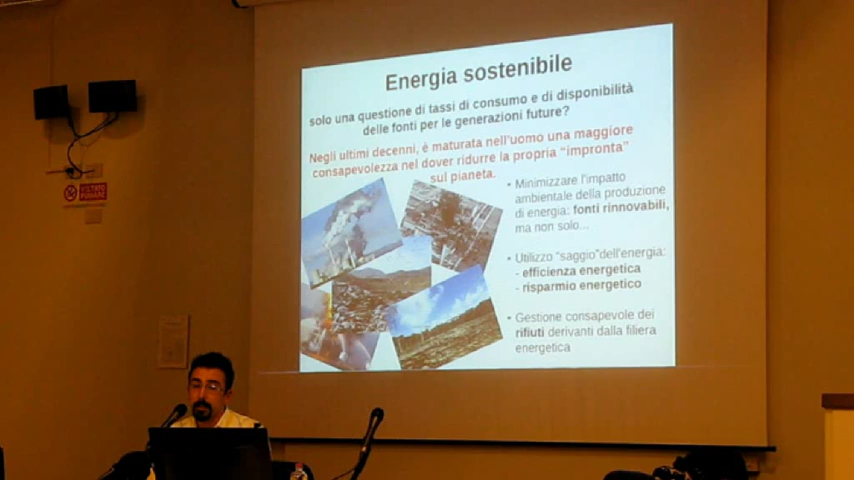 Energia sostenibile
solo una questione di tassi di consumo e di disponibilità
delle fonti per le generazioni future?
Negli ultimi decenni, è maturata nell'uomo una maggiore
consapevolezza nel dover ridurre la propria "impronta"
sul pianeta.
• Minimizzare l'impatto
ambientale della produzione
di energia: fonti rinnovabili,
ma non solo...
• Utilizzo "saggio"dell'energia:
- efficienza energetica
- risparmio energetico
• Gestione consapevole dei
rifiuti derivanti dalla filiera
energetica